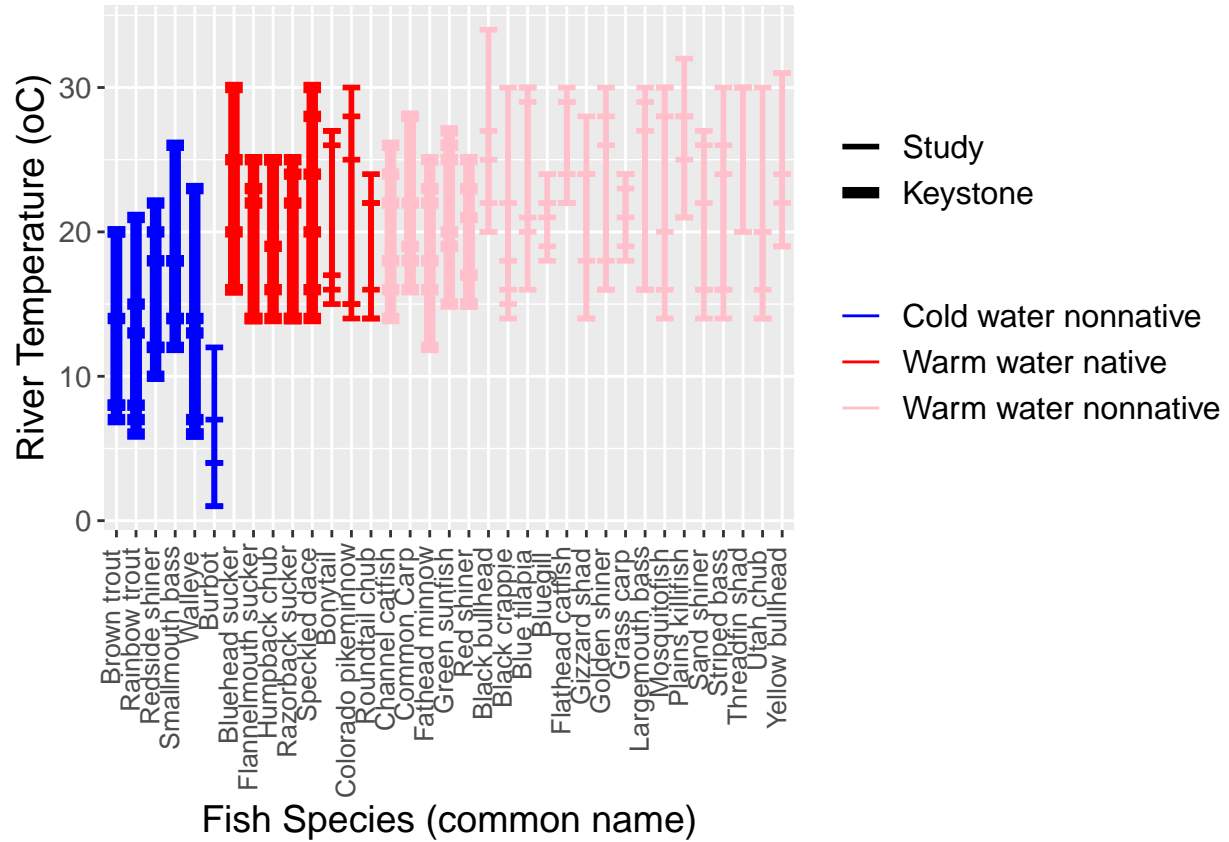 River Temperature (oC)
30
20
10
0
Brown trout
Rainbow trout
Redside shiner
Smallmouth bass
Walleye
Burbot
Bluehead sucker
Flannelmouth sucker
Humpback chub
Razorback sucker
Speckled dace
Bonytail
Colorado pikeminnow
Roundtail chub
Channel catfish
Common Carp
Fathead minnow
Green sunfish
Red shiner
Black bullhead
Black crappie
Blue tilapia
Bluegill
Flathead catfish
Gizzard shad
Golden shiner
Grass carp
Largemouth bass
Mosquitofish
Plains killifish
Sand shiner
Striped bass
Threadfin shad
Utah chub
Yellow bullhead
Fish Species (common name)
Study
Keystone
Cold water nonnative
Warm water native
Warm water nonnative